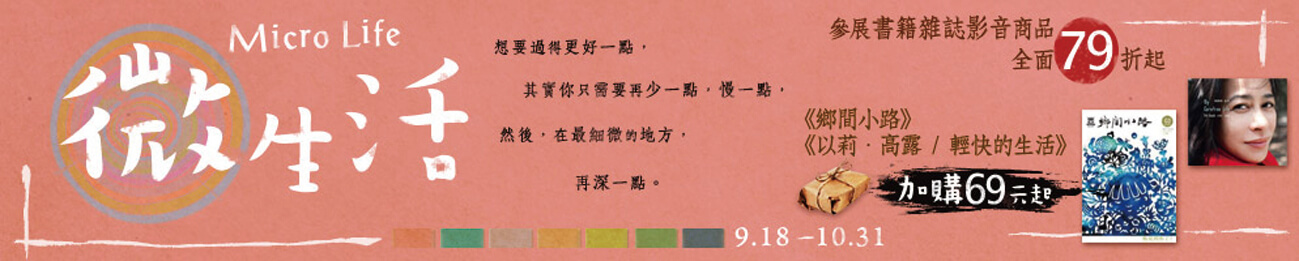 Micro Life
微生活
想要過得更好一點，
其實你只需要再少一點，慢一點，
然後，在最細微的地方，
再深一點。
9.18 –10.31
參展書籍雜誌影音商品
全面79折起
《鄉間小路》
《以莉．高露 / 輕快的生活》
加購69元起
鄉間小路